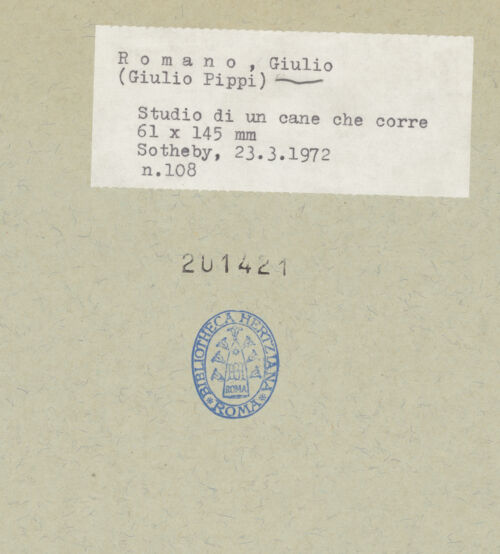 Romano, Giulio
(Giulio Pippi)
Studio di un cane che corre
61 x 145 mm
Sotheby, 23.3.1972
n.108
201421
BIBLIOTHECA HERTZIANA
ROMA
ROMA